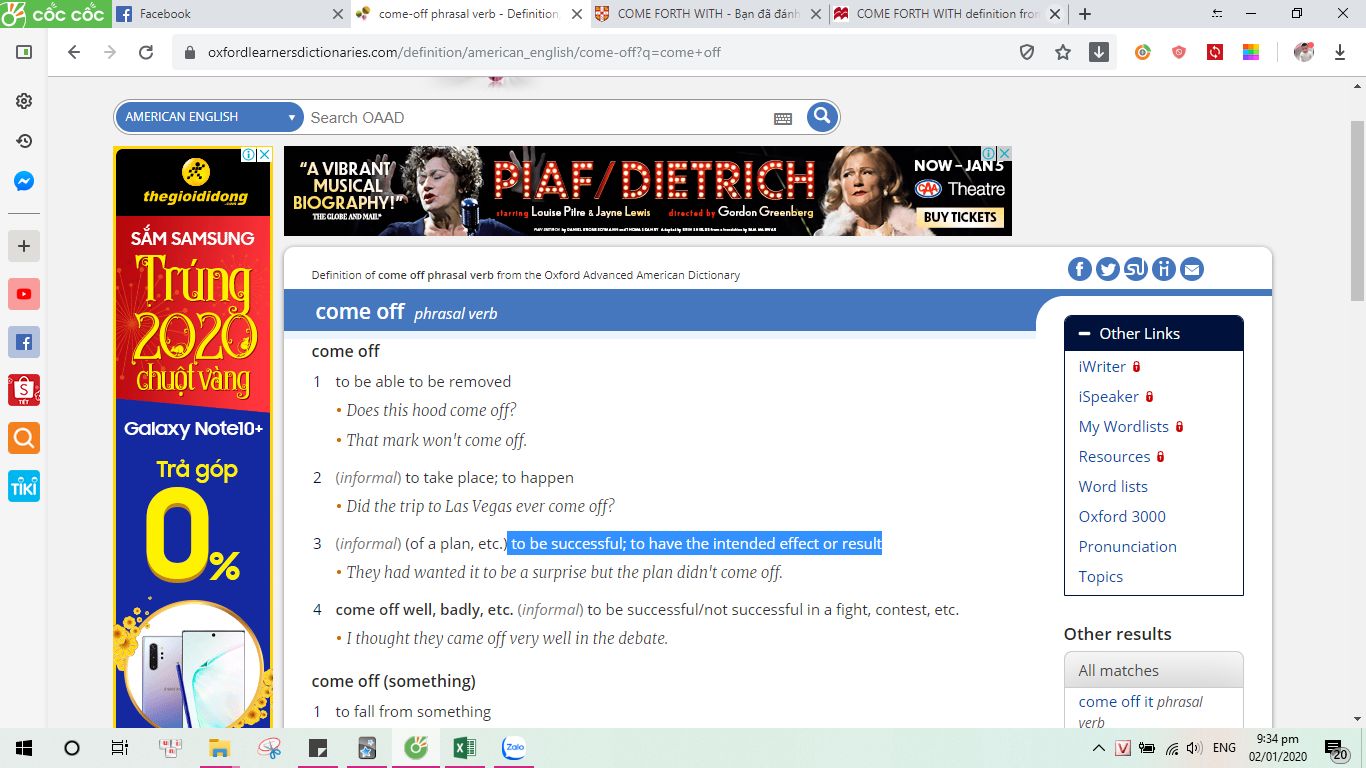 cốc cốc
Facebook
come-off phrasal verb - Definition,
COME FORTH WITH - Bạn đã đánh
COME FORTH WITH definition from
oxfordlearnersdictionaries.com/definition/american_english/come-off?q=come+off
AMERICAN ENGLISH
Search OAAD
thegioididong
.com
SẮM SAMSUNG
Trúng
2020
chuột vàng
Galaxy Note10+
Trả góp
0%
“A VIBRANT
MUSICAL
BIOGRAPHY!”
THE GLOBE AND MAIL*
PIAF/DIETRICH
starring Louise Pitre & Jayne Lewis directed by Gordon Greenberg
NOW – JAN 5
CAA Theatre
BUY TICKETS
Definition of come off phrasal verb from the Oxford Advanced American Dictionary
come off phrasal verb
come off
1 to be able to be removed
• Does this hood come off?
• That mark won't come off.
2 (informal) to take place; to happen
• Did the trip to Las Vegas ever come off?
3 (informal) (of a plan, etc.) to be successful; to have the intended effect or result
• They had wanted it to be a surprise but the plan didn't come off.
4 come off well, badly, etc. (informal) to be successful/not successful in a fight, contest, etc.
• I thought they came off very well in the debate.
come off (something)
1 to fall from something
Other Links
iWriter
iSpeaker
My Wordlists
Resources
Word lists
Oxford 3000
Pronunciation
Topics
Other results
All matches
come off it phrasal
verb
TẾT
TIKI
Zalo
V
ENG
9:34 pm
02/01/2020
20